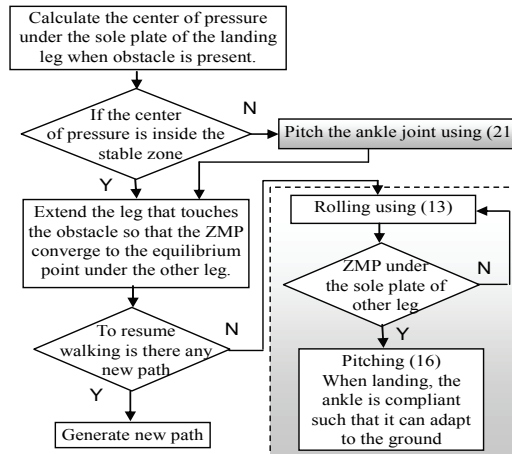 Calculate the center of pressure
under the sole plate of the landing
leg when obstacle is present.
If the center
of pressure is inside the
stable zone
N
Pitch the ankle joint using (21)
Y
Extend the leg that touches
the obstacle so that the ZMP
converge to the equilibrium
point under the other leg.
To resume
walking is there any
new path
N
Y
Generate new path
Rolling using (13)
ZMP under
the sole plate of
other leg
N
Y
Pitching (16)
When landing, the
ankle is compliant
such that it can adapt
to the ground